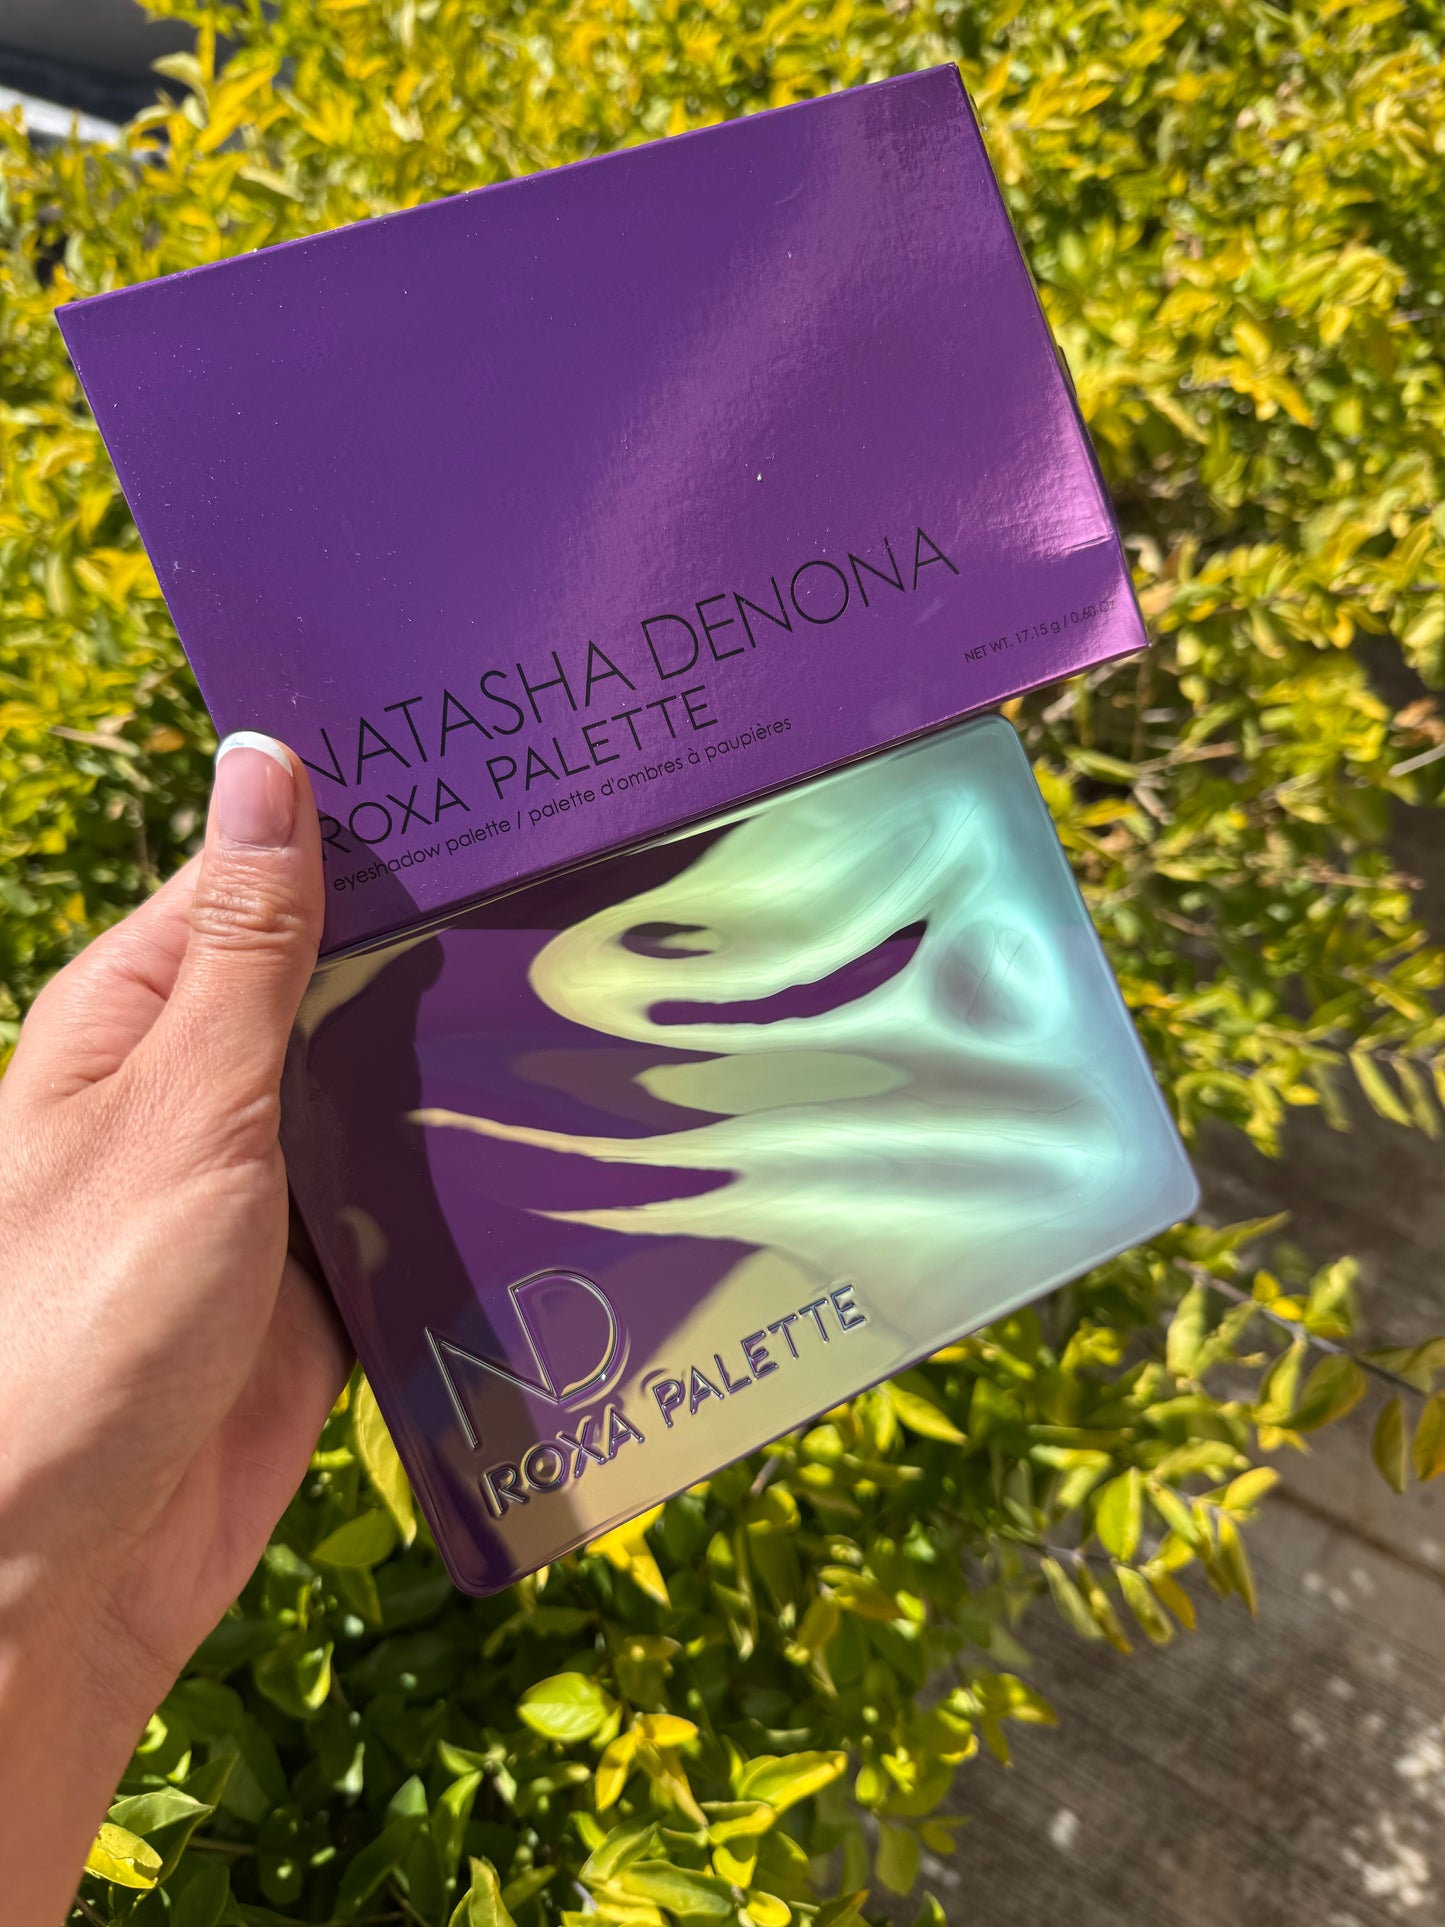 NATASHA DENONA
ROXA PALETTE
eyeshadow palette / palette d'ombres à paupières
NET WT. 17.15 g / 0.60 Oz
ND
ROXA PALETTE